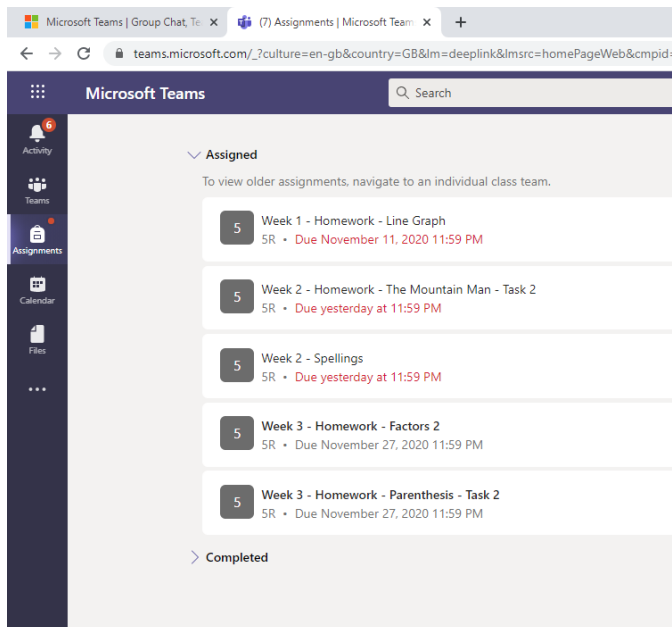 Microsoft Teams | Group Chat, Te
(7) Assignments | Microsoft Team
teams.microsoft.com/_?culture=en-gb&country=GB&lm=deeplink&lmsrc=homePageWeb&cmpid=
Microsoft Teams
Search
6
Activity
Teams
Assignments
Calendar
Files
Assigned
To view older assignments, navigate to an individual class team.
5
Week 1 - Homework - Line Graph
5R • Due November 11, 2020 11:59 PM
5
Week 2 - Homework - The Mountain Man - Task 2
5R • Due yesterday at 11:59 PM
5
Week 2 - Spellings
5R • Due yesterday at 11:59 PM
5
Week 3 - Homework - Factors 2
5R • Due November 27, 2020 11:59 PM
5
Week 3 - Homework - Parenthesis - Task 2
5R • Due November 27, 2020 11:59 PM
Completed